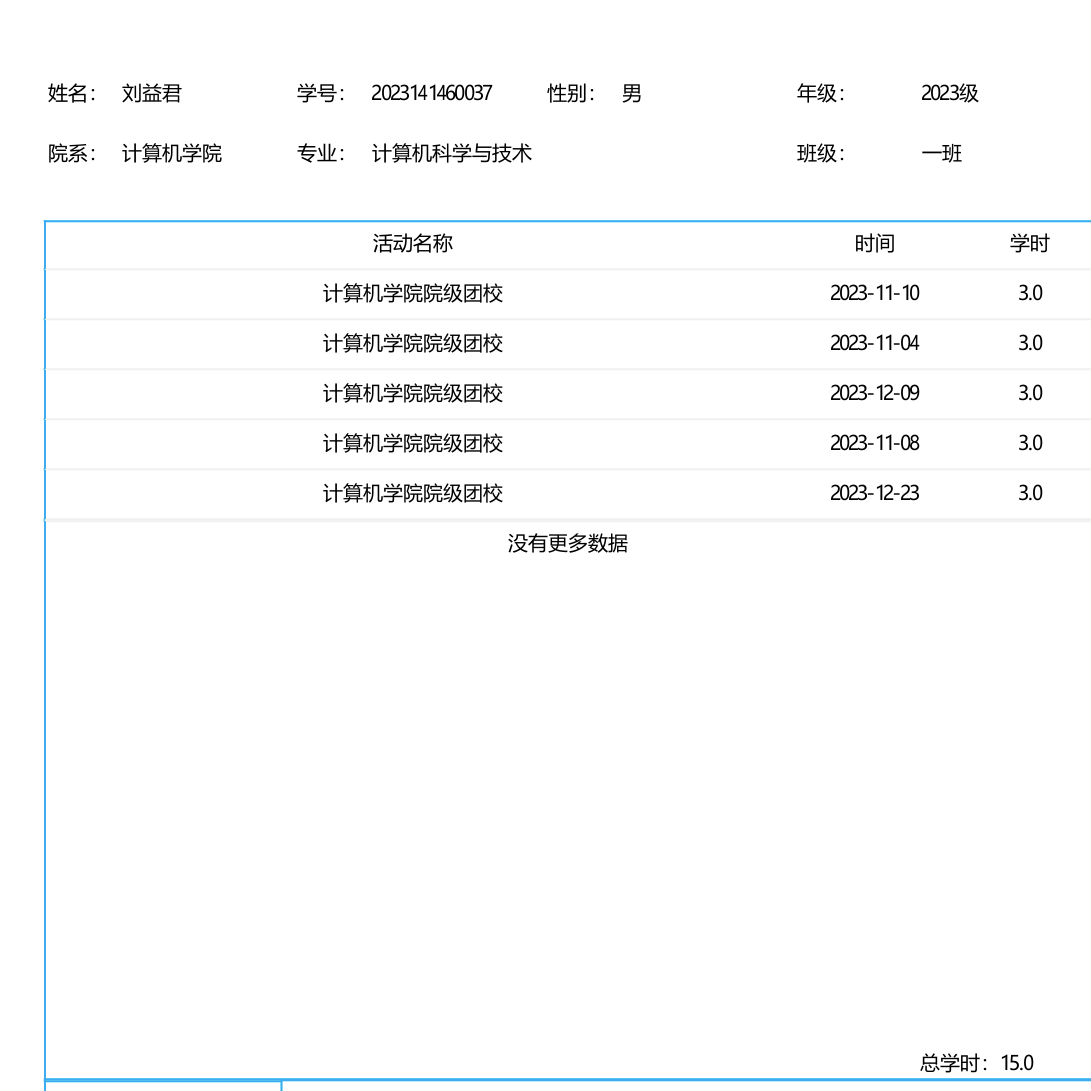 姓名： 刘益君 学号： 2023141460037 性别： 男 年级： 2023级
院系： 计算机学院 专业： 计算机科学与技术 班级： 一班
活动名称 时间 学时
计算机学院院级团校 2023-11-10 3.0
计算机学院院级团校 2023-11-04 3.0
计算机学院院级团校 2023-12-09 3.0
计算机学院院级团校 2023-11-08 3.0
计算机学院院级团校 2023-12-23 3.0
没有更多数据
总学时：15.0